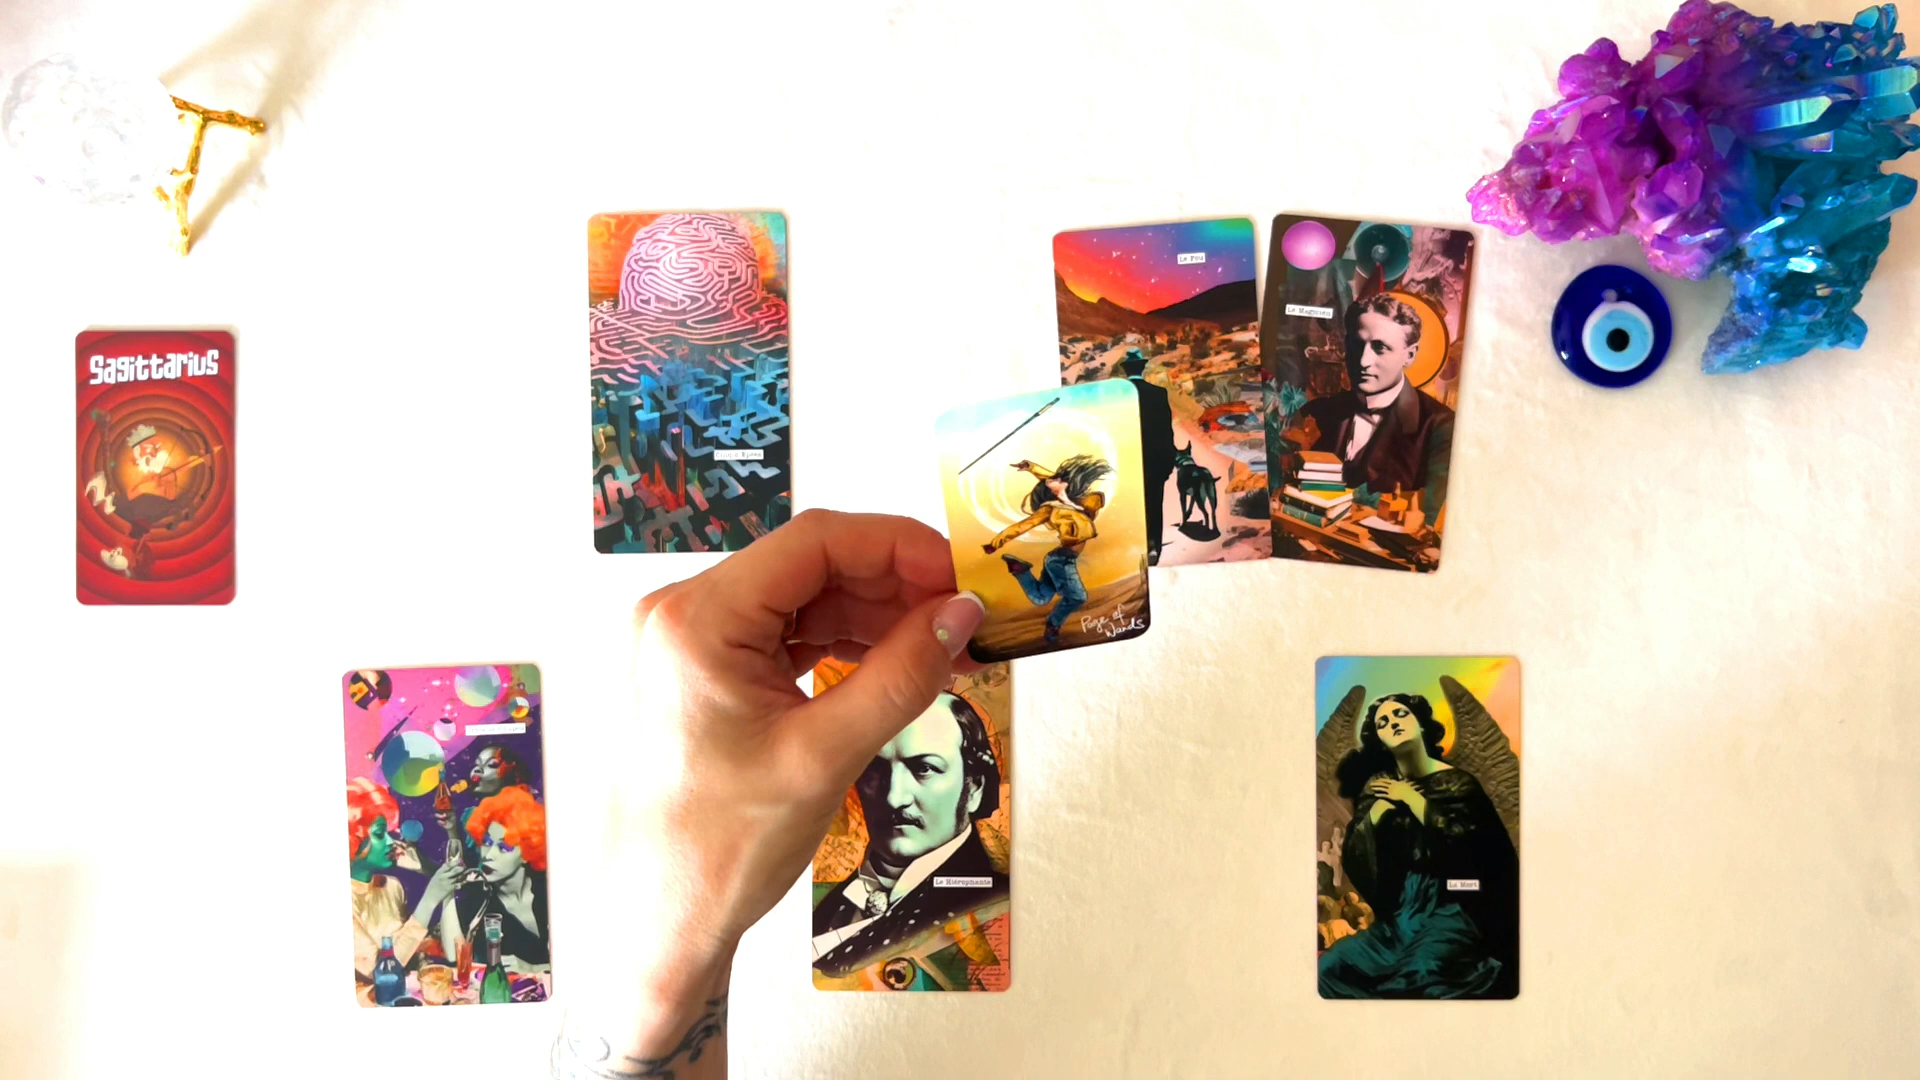 Le Fou
Le Magicien
Sagittarius
Page of
Wands
Le Hiérophante
La Mort